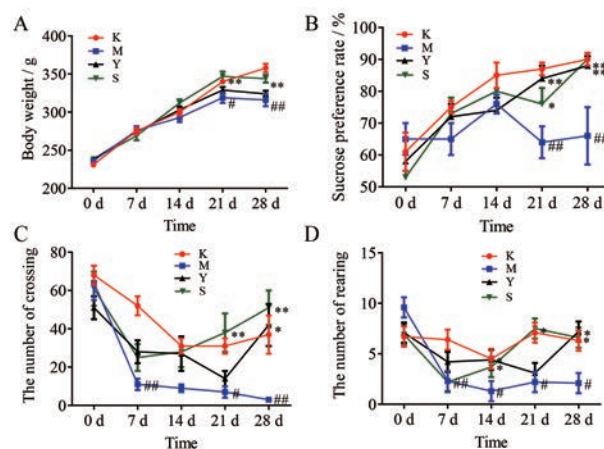 A
K
M
Y
S
Body weight / g
400
350
300
250
200
**
#
**
##
0 d 7 d 14 d 21 d 28 d
Time
B
K
M
Y
S
Sucrose preference rate / %
100
90
80
70
60
50
**
*
##
**
**
##
0 d 7 d 14 d 21 d 28 d
Time
C
K
M
Y
S
The number of crossing
80
60
40
20
0
##
**
#
**
*
##
0 d 7 d 14 d 21 d 28 d
Time
D
K
M
Y
S
The number of rearing
15
10
5
0
##
*
#
*
#
*
*
#
0 d 7 d 14 d 21 d 28 d
Time